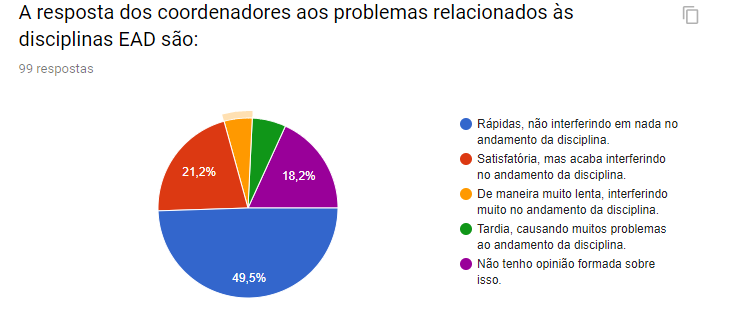 A resposta dos coordenadores aos problemas relacionados às
disciplinas EAD são:
99 respostas
21,2%
18,2%
49,5%
Rápidas, não interferindo em nada no
andamento da disciplina.
Satisfatória, mas acaba interferindo
no andamento da disciplina.
De maneira muito lenta, interferindo
muito no andamento da disciplina.
Tardia, causando muitos problemas
ao andamento da disciplina.
Não tenho opinião formada sobre
isso.